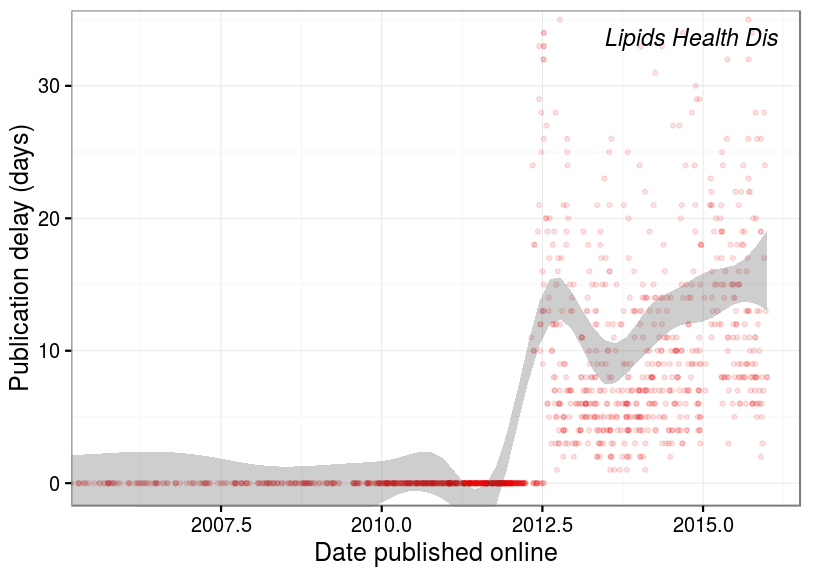 Lipids Health Dis
Publication delay (days)
30
20
10
0
2007.5 2010.0 2012.5 2015.0
Date published online